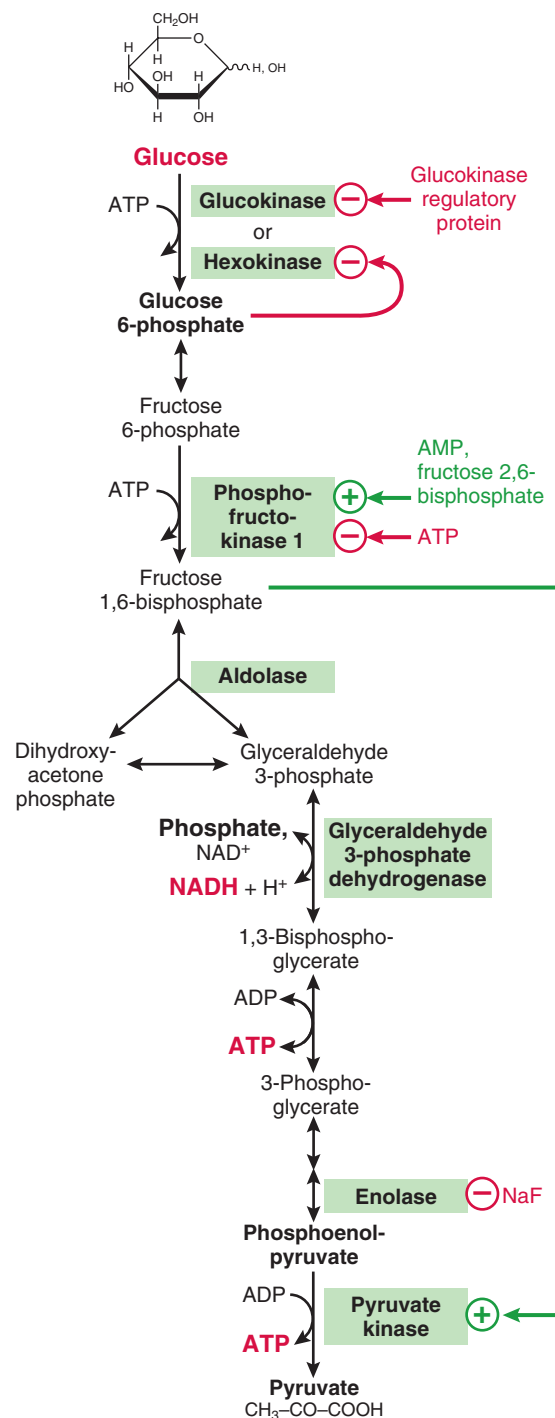 CH₂OH
H
O
H
H
H, OH
OH
H
HO
H
OH
Glucose
ATP
Glucokinase
Glucokinase
regulatory
protein
or
Hexokinase
Glucose
6-phosphate
Fructose
6-phosphate
ATP
Phospho-
fructo-
kinase 1
AMP,
fructose 2,6-
bisphosphate
ATP
Fructose
1,6-bisphosphate
Aldolase
Dihydroxy-
acetone
phosphate
Glyceraldehyde
3-phosphate
Phosphate,
NAD⁺
NADH + H⁺
Glyceraldehyde
3-phosphate
dehydrogenase
1,3-Bisphospho-
glycerate
ADP
ATP
3-Phospho-
glycerate
Enolase
NaF
Phosphoenol-
pyruvate
ADP
ATP
Pyruvate
kinase
Pyruvate
CH₃–CO–COOH